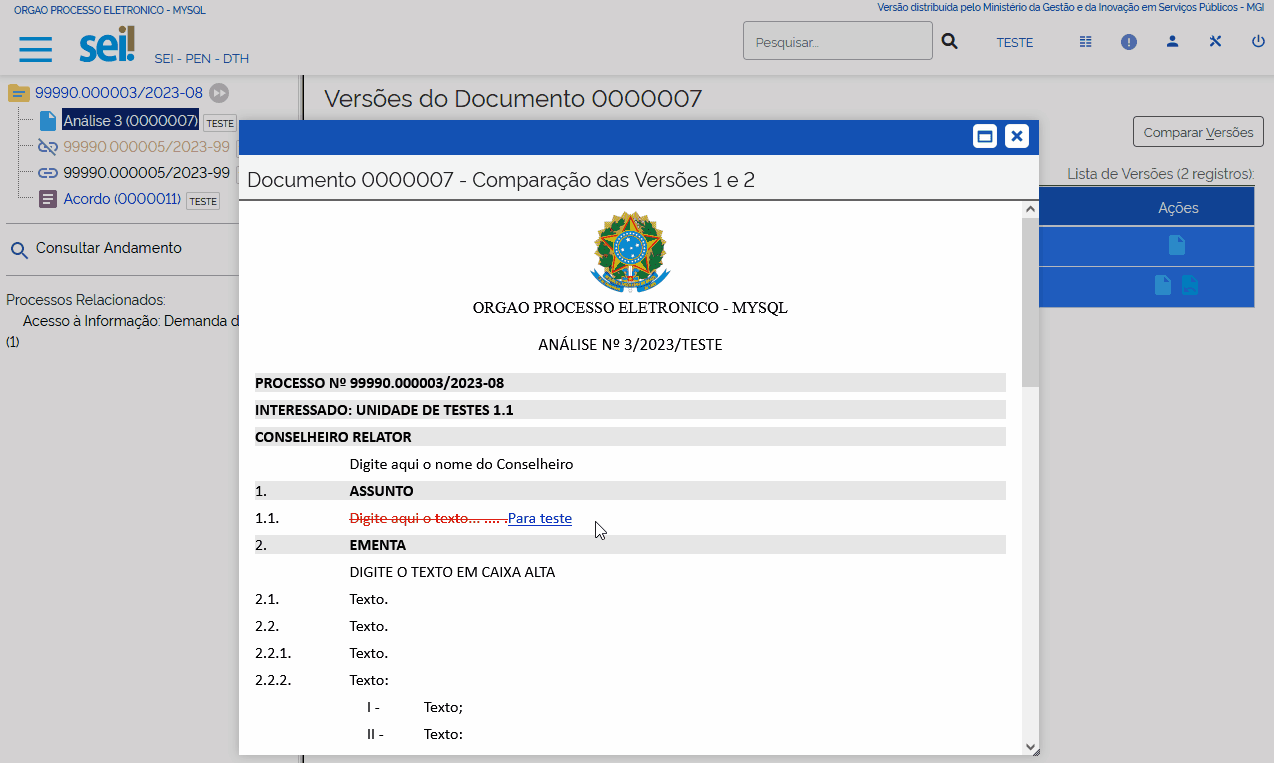 ORGAO PROCESSO ELETRONICO - MYSQL
Versão distribuída pelo Ministério da Gestão e da Inovação em Serviços Públicos - MGI
sei!
SEI - PEN - DTH
Pesquisar...
TESTE
99990.000003/2023-08
Análise 3 (0000007) TESTE
99990.000005/2023-99
99990.000005/2023-99
Acordo (0000011) TESTE
Consultar Andamento
Processos Relacionados:
Acesso à Informação: Demanda d
(1)
Versões do Documento 0000007
Comparar Versões
Lista de Versões (2 registros):
Ações
Documento 0000007 - Comparação das Versões 1 e 2
ORGAO PROCESSO ELETRONICO - MYSQL
ANÁLISE Nº 3/2023/TESTE
PROCESSO Nº 99990.000003/2023-08
INTERESSADO: UNIDADE DE TESTES 1.1
CONSELHEIRO RELATOR
Digite aqui o nome do Conselheiro
1. ASSUNTO
1.1. Digite aqui o texto... .... .Para teste
2. EMENTA
DIGITE O TEXTO EM CAIXA ALTA
2.1. Texto.
2.2. Texto.
2.2.1. Texto.
2.2.2. Texto:
I - Texto;
II - Texto: